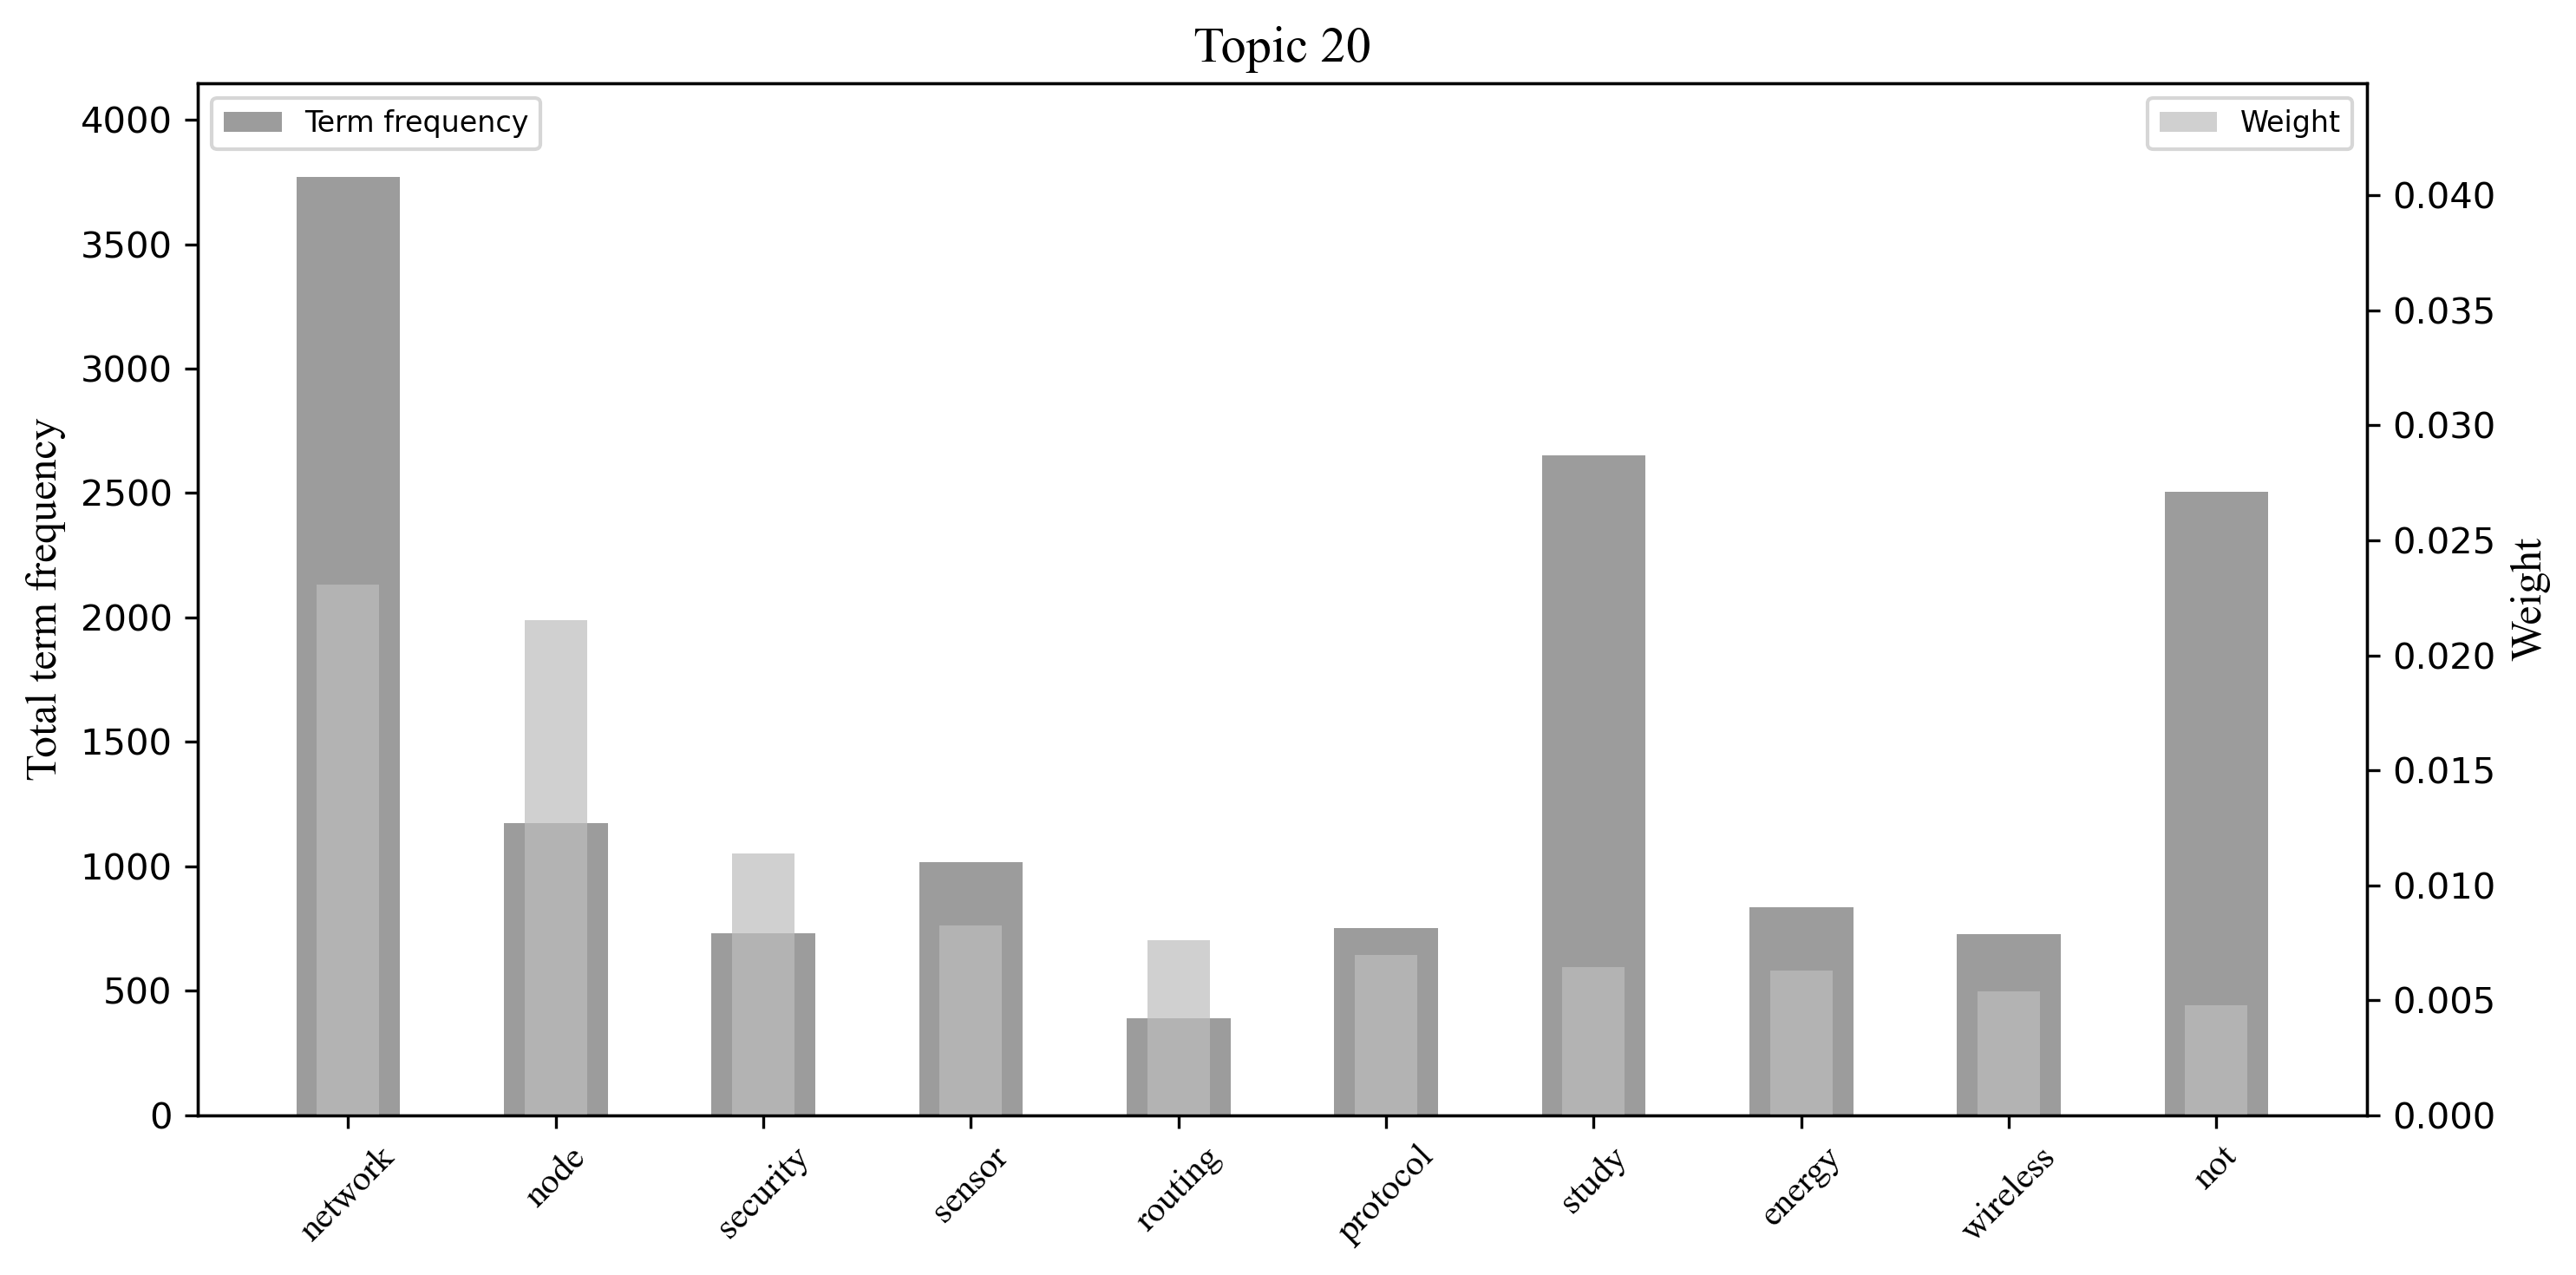 Topic 20
Term frequency
Weight
4000
3500
3000
2500
2000
1500
1000
500
0
Total term frequency
0.040
0.035
0.030
0.025
0.020
0.015
0.010
0.005
0.000
Weight
network
node
security
sensor
routing
protocol
study
energy
wireless
not